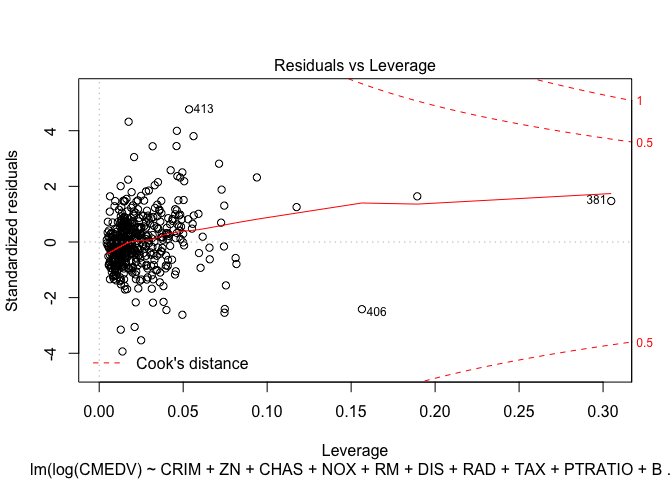 Residuals vs Leverage
Standardized residuals
4
2
0
-2
-4
413
381
406
1
0.5
0.5
Cook's distance
0.00 0.05 0.10 0.15 0.20 0.25 0.30
Leverage
lm(log(CMEDV) ~ CRIM + ZN + CHAS + NOX + RM + DIS + RAD + TAX + PTRATIO + B .